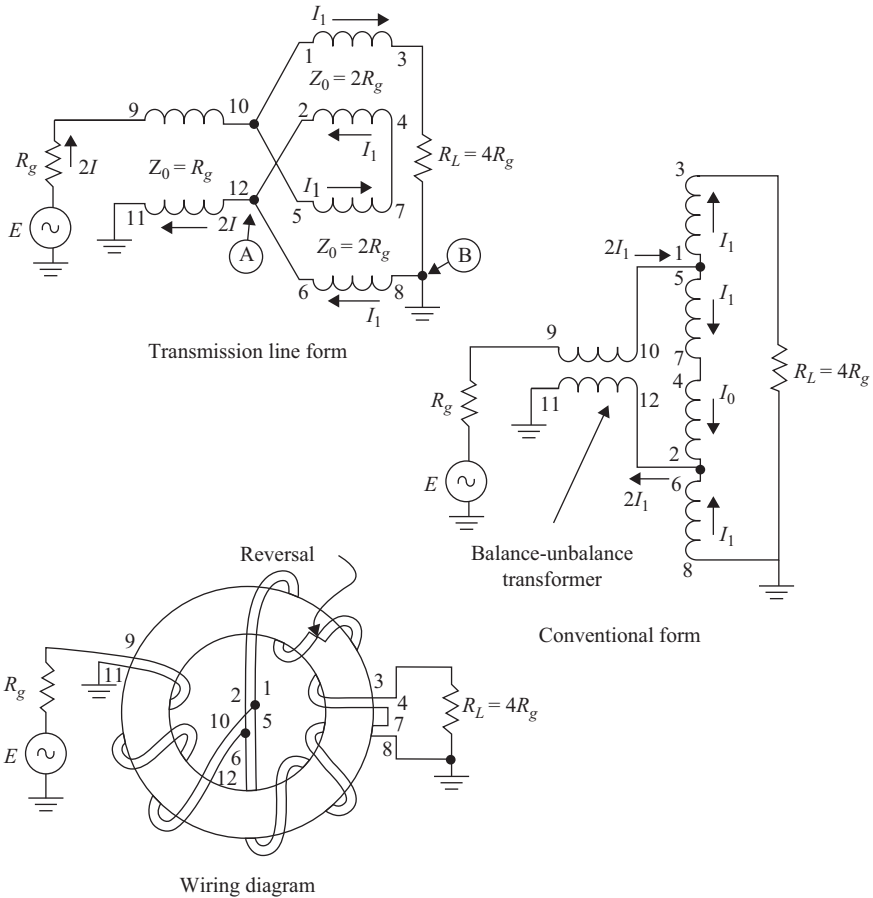 I1
1
3
Z0 = 2Rg
9
10
2
4
I1
Rg
2I
Z0 = Rg
RL = 4Rg
12
I1
5
7
E
11
2I
A
Z0 = 2Rg
B
6
8
I1
Transmission line form
3
I1
2I1
1
5
I1
9
10
7
4
RL = 4Rg
Rg
11
12
I0
2
6
E
2I1
I1
8
Balance-unbalance
transformer
Conventional form
Reversal
9
11
Rg
3
2
1
4
RL = 4Rg
10
5
7
6
8
E
12
Wiring diagram